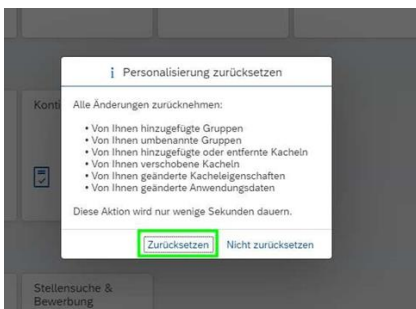 Personalisierung zurücksetzen
Konti
Alle Änderungen zurücknehmen:
• Von Ihnen hinzugefügte Gruppen
• Von Ihnen umbenannte Gruppen
• Von Ihnen hinzugefügte oder entfernte Kacheln
• Von Ihnen verschobene Kacheln
• Von Ihnen geänderte Kacheleigenschaften
• Von Ihnen geänderte Anwendungsdaten
Diese Aktion wird nur wenige Sekunden dauern.
Zurücksetzen Nicht zurücksetzen
Stellensuche &
Bewerbung